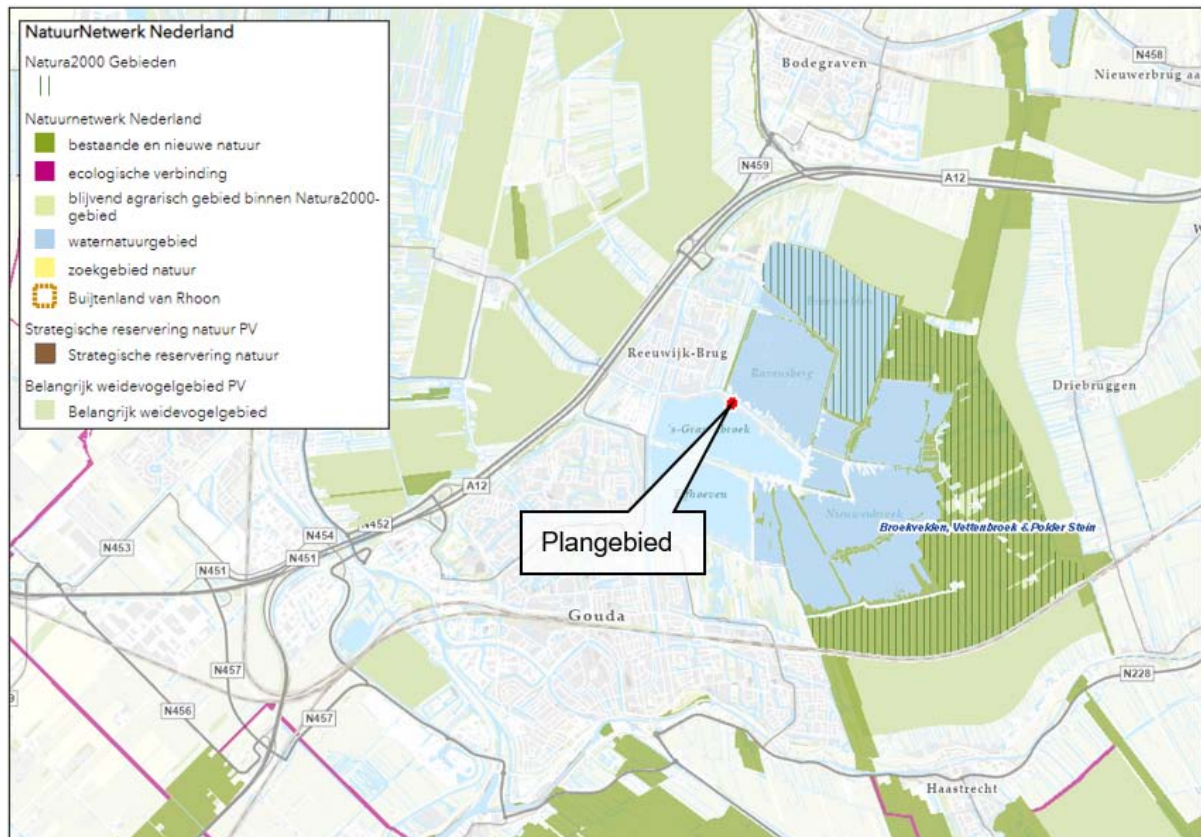 NatuurNetwerk Nederland
Natura2000 Gebieden
Natuurnetwerk Nederland
bestaande en nieuwe natuur
ecologische verbinding
blijvend agrarisch gebied binnen Natura2000-
gebied
waternatuurgebied
zoekgebied natuur
Buijtenland van Rhoon
Strategische reservering natuur PV
Strategische reservering natuur
Belangrijk weidevogelgebied PV
Belangrijk weidevogelgebied
Bodegraven
N458
Nieuwerbrug aa
N459
A12
Broekvelden
Reeuwijk-Brug
Ravensberg
Driebruggen
's-Gravenbroek
A12
Nieuwenbroek
Broekvelden, Vettenbroek & Polder Stein
N452
N454
N453
N451
N451
Plangebied
Gouda
N457
N228
N456
N457
Haastrecht